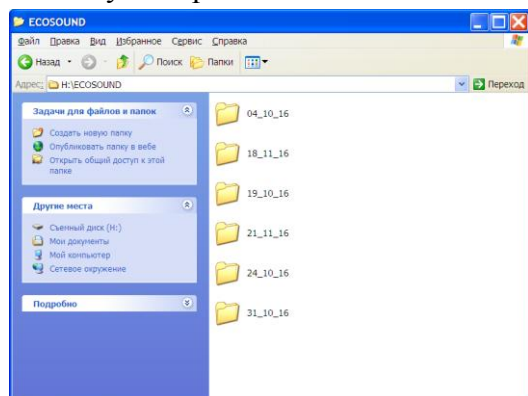 ECOSOUND
Файл Правка Вид Избранное Сервис Справка
Назад Поиск Папки
Адрес: H:\ECOSOUND Переход
Задачи для файлов и папок
Создать новую папку
Опубликовать папку в вебе
Открыть общий доступ к этой
папке
Другие места
Съемный диск (H:)
Мои документы
Мой компьютер
Сетевое окружение
Подробно
04_10_16
18_11_16
19_10_16
21_11_16
24_10_16
31_10_16